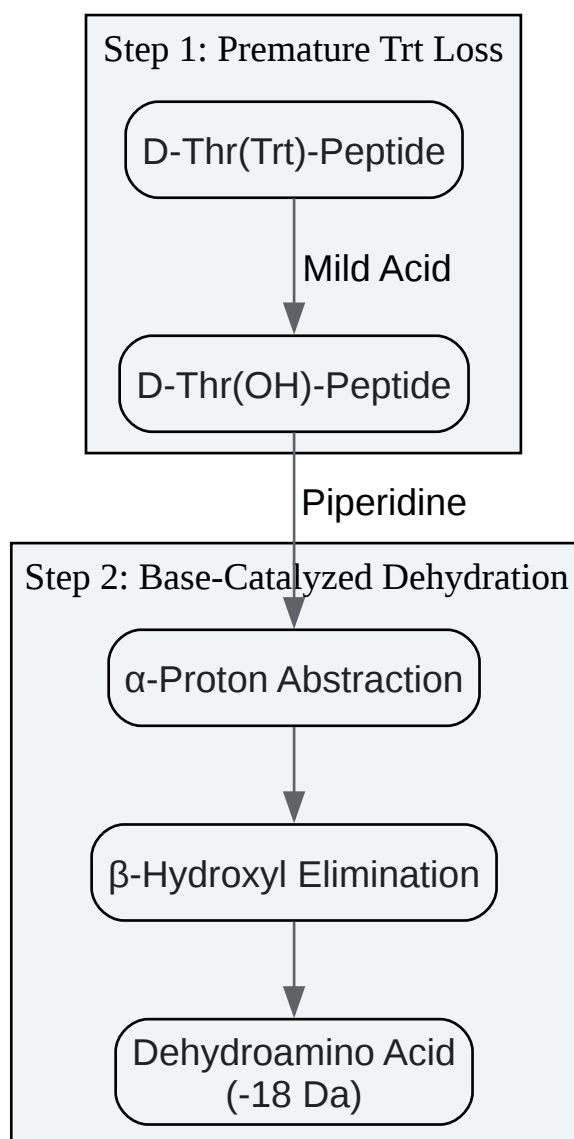 Step 1: Premature Trt Loss
D-Thr(Trt)-Peptide
Mild Acid
D-Thr(OH)-Peptide
Piperidine
Step 2: Base-Catalyzed Dehydration
α-Proton Abstraction
β-Hydroxyl Elimination
Dehydroamino Acid
(-18 Da)